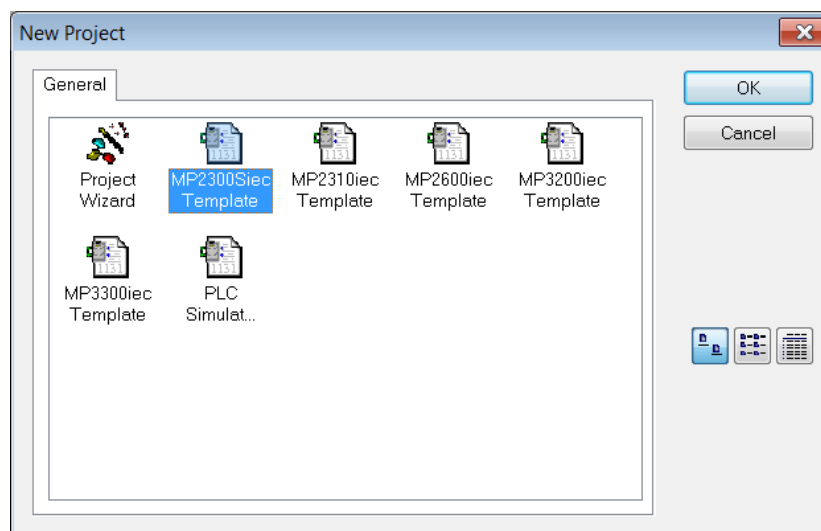 New Project
General
OK
Cancel
Project
Wizard
MP2300Siec
Template
MP2310iec
Template
MP2600iec
Template
MP3200iec
Template
MP3300iec
Template
PLC
Simulat...